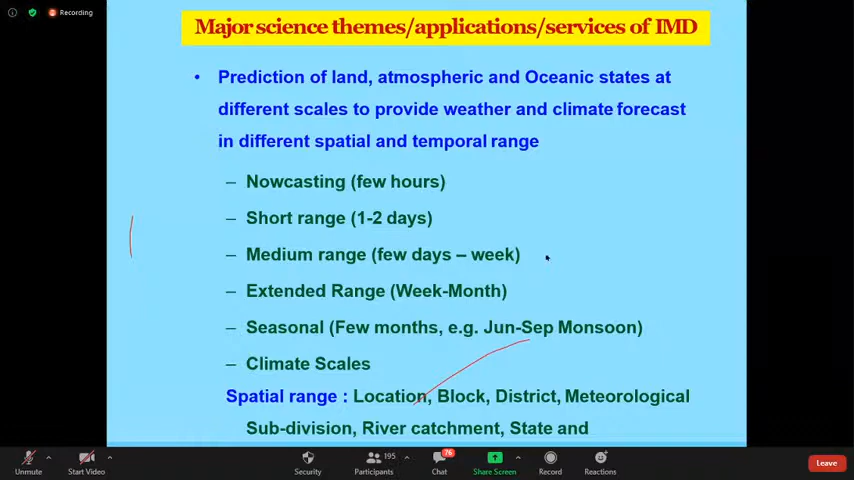 Recording
Major science themes/applications/services of IMD
• Prediction of land, atmospheric and Oceanic states at
different scales to provide weather and climate forecast
in different spatial and temporal range
– Nowcasting (few hours)
– Short range (1-2 days)
– Medium range (few days – week)
– Extended Range (Week-Month)
– Seasonal (Few months, e.g. Jun-Sep Monsoon)
– Climate Scales
Spatial range : Location, Block, District, Meteorological
Sub-division, River catchment, State and
195
76
Unmute
Start Video
Security
Participants
Chat
Share Screen
Record
Reactions
Leave